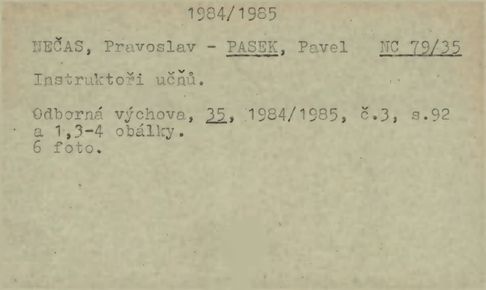 1984/1985
NEČAS, Pravoslav - PASEK, Pavel NC 79/35
Instruktoři učňů.
Odborná výchova, 35, 1984/1985, č.3, s.92
a 1,3-4 obálky.
6 foto.